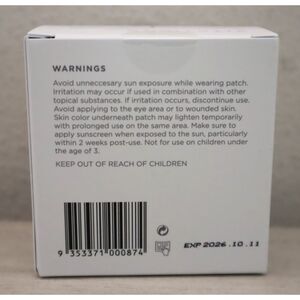 WARNINGS
Avoid unneccesary sun exposure while wearing patch.
Irritation may occur if used in combination with other
topical substances. If irritation occurs, discontinue use.
Avoid applying to the eye area or to wounded skin.
Skin color underneath patch may lighten temporarily
with prolonged use on the same area. Make sure to
apply sunscreen when exposed to the sun, particularly
within 2 weeks post-use. Not for use on children under
the age of 3.
KEEP OUT OF REACH OF CHILDREN
9 353371 000874
EXP 2026.10.11